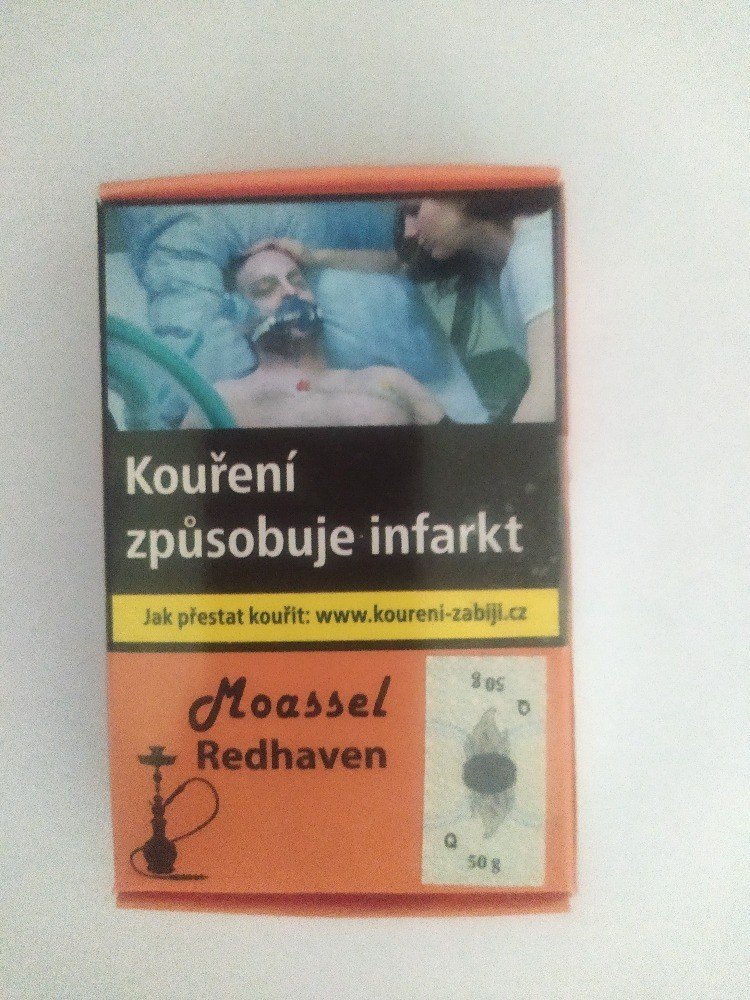 Kouření
způsobuje infarkt
Jak přestat kouřit: www.koureni-zabiji.cz
Moassel
Redhaven
50 g
Q
Q
50 g